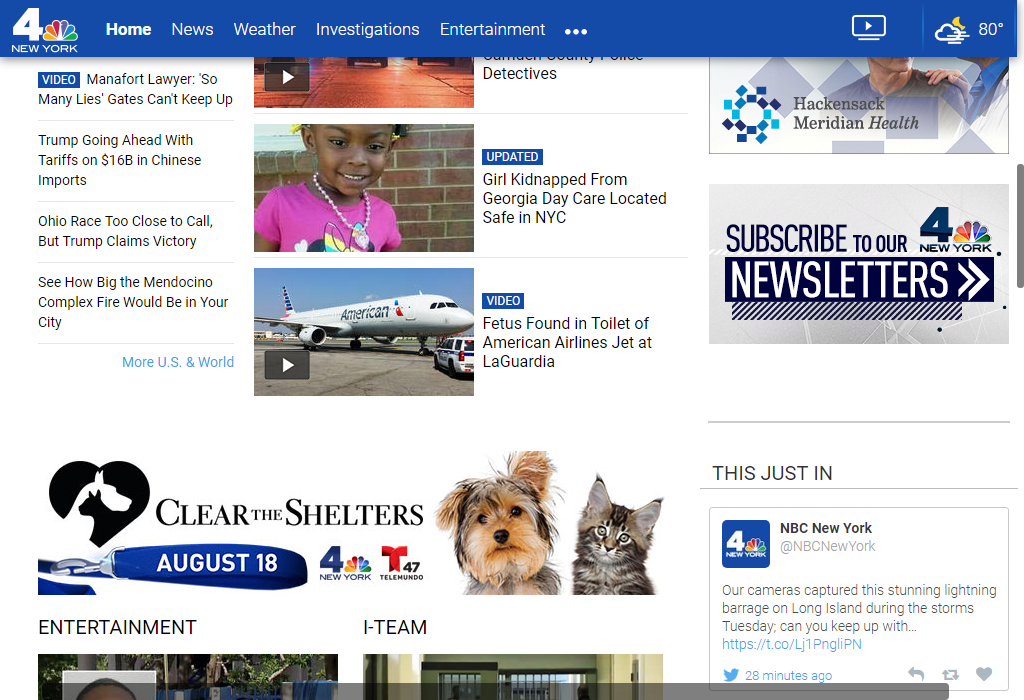 4
NEW YORK
Home
News
Weather
Investigations
Entertainment
80°
VIDEO Manafort Lawyer: 'So
Many Lies' Gates Can't Keep Up
Trump Going Ahead With
Tariffs on $16B in Chinese
Imports
Ohio Race Too Close to Call,
But Trump Claims Victory
See How Big the Mendocino
Complex Fire Would Be in Your
City
More U.S. & World
Camden County Police
Detectives
UPDATED
Girl Kidnapped From
Georgia Day Care Located
Safe in NYC
American
VIDEO
Fetus Found in Toilet of
American Airlines Jet at
LaGuardia
Hackensack
Meridian Health
SUBSCRIBE TO OUR
4
NEW YORK
NEWSLETTERS
CLEAR THE SHELTERS
AUGUST 18
4
NEW YORK
T 47
TELEMUNDO
ENTERTAINMENT
I-TEAM
THIS JUST IN
4
NEW YORK
NBC New York
@NBCNewYork
Our cameras captured this stunning lightning
barrage on Long Island during the storms
Tuesday; can you keep up with...
https://t.co/Lj1PngliPN
28 minutes ago